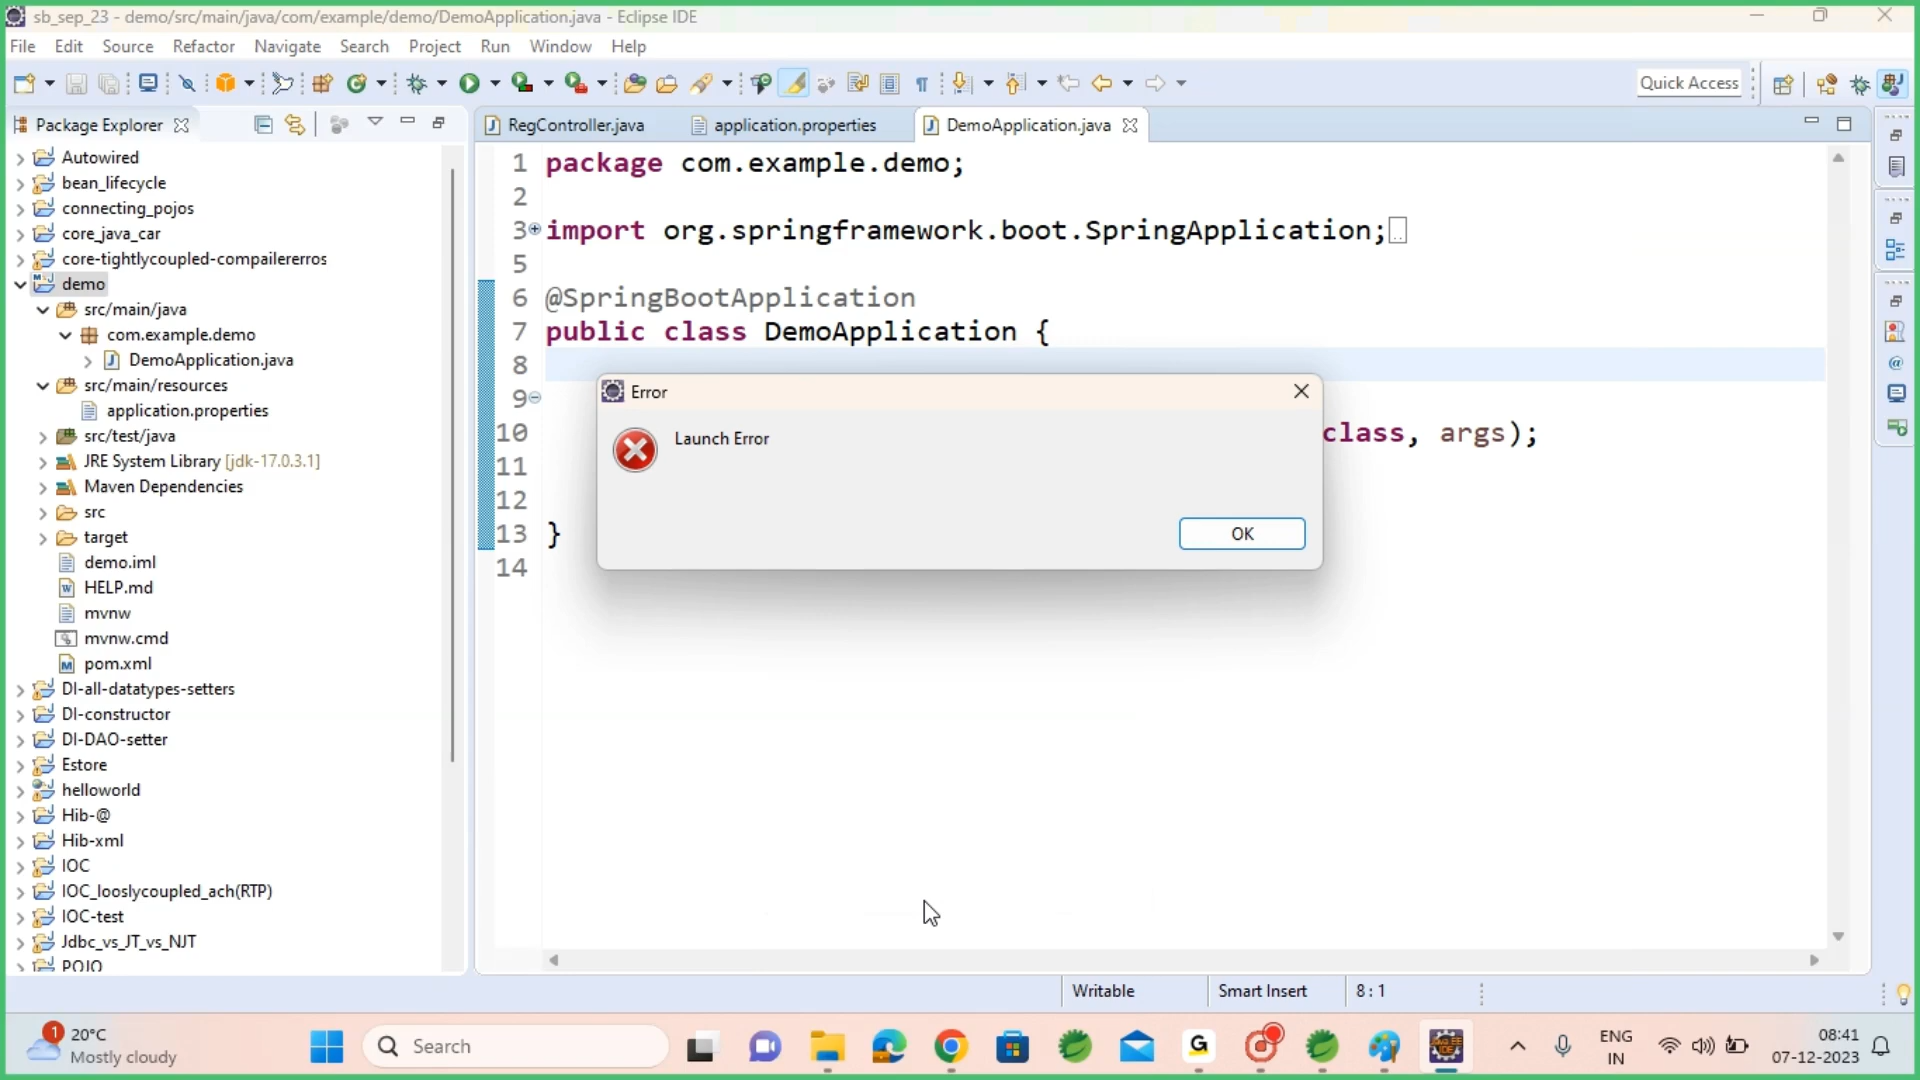 sb_sep_23 - demo/src/main/java/com/example/demo/DemoApplication.java - Eclipse IDE
File Edit Source Refactor Navigate Search Project Run Window Help
Quick Access
Package Explorer
RegController.java application.properties DemoApplication.java
Autowired
bean_lifecycle
connecting_pojos
core_java_car
core-tightlycoupled-compailererros
demo
src/main/java
com.example.demo
DemoApplication.java
src/main/resources
application.properties
src/test/java
JRE System Library [jdk-17.0.3.1]
Maven Dependencies
src
target
demo.iml
HELP.md
mvnw
mvnw.cmd
pom.xml
DI-all-datatypes-setters
DI-constructor
DI-DAO-setter
Estore
helloworld
Hib-@
Hib-xml
IOC
IOC_looslycoupled_ach(RTP)
IOC-test
Jdbc_vs_JT_vs_NJT
POJO
1 package com.example.demo;
2
3 import org.springframework.boot.SpringApplication;
5
6 @SpringBootApplication
7 public class DemoApplication {
8
9
10 class, args);
11
12
13 }
14
Error
Launch Error
OK
Writable Smart Insert 8 : 1
1 20°C
Mostly cloudy
Search
ENG
IN
08:41
07-12-2023